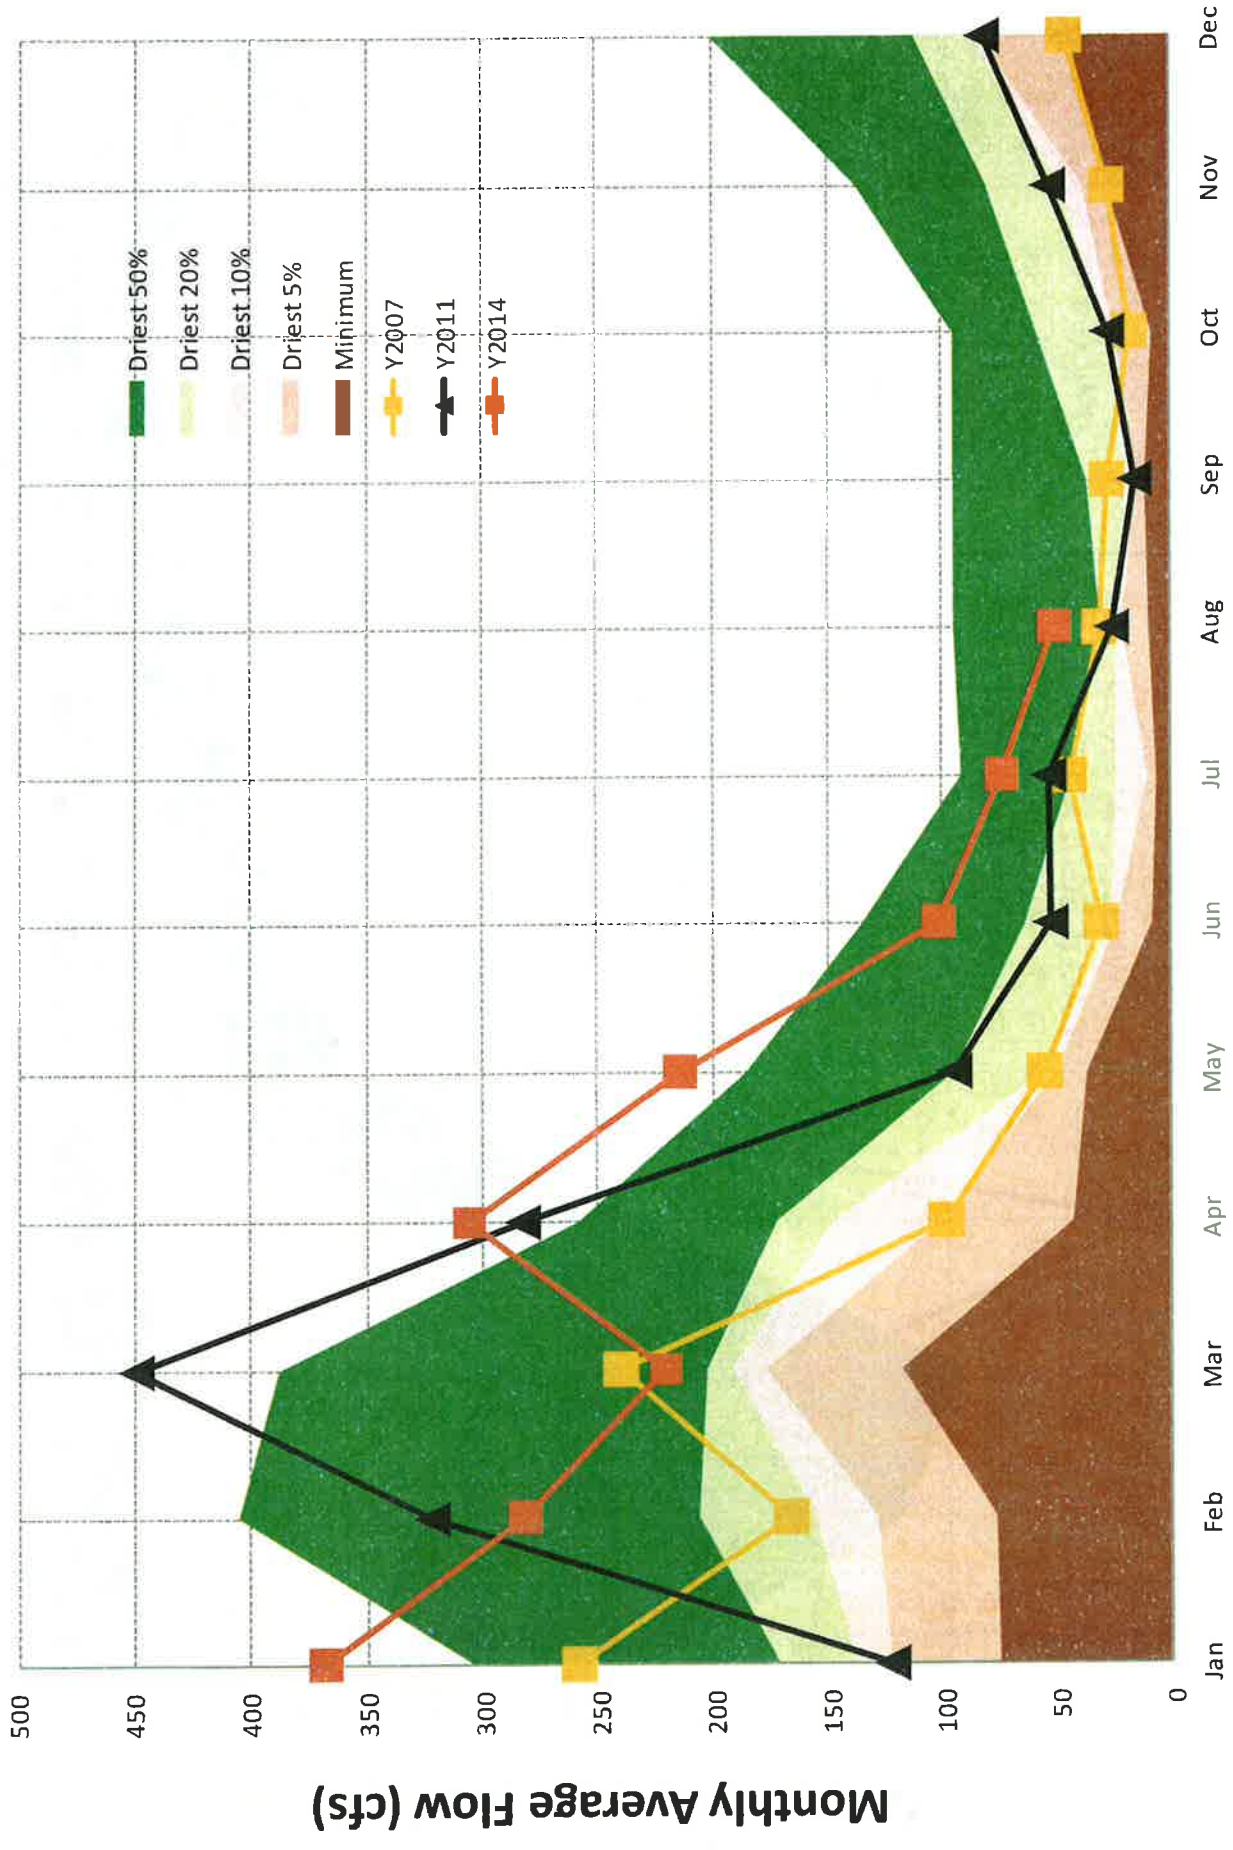 Monthly Average Flow (cfs)
500
450
400
350
300
250
200
150
100
50
0
Driest 50%
Driest 20%
Driest 10%
Driest 5%
Minimum
Y2007
Y2011
Y2014
Jan Feb Mar Apr May Jun Jul Aug Sep Oct Nov Dec